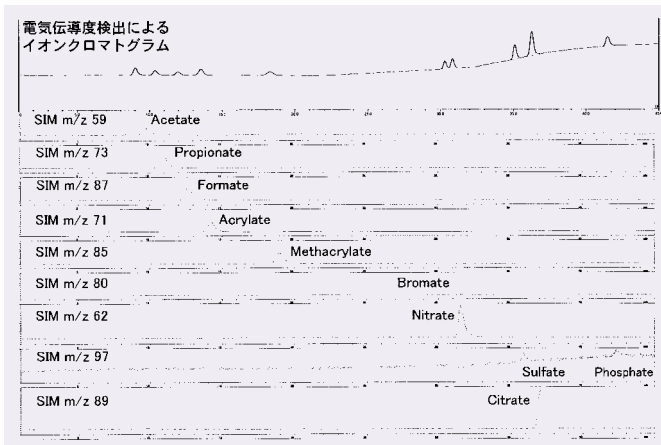 電気伝導度検出による
イオンクロマトグラム
SIM m/z 59 Acetate
SIM m/z 73 Propionate
SIM m/z 87 Formate
SIM m/z 71 Acrylate
SIM m/z 85 Methacrylate
SIM m/z 80 Bromate
SIM m/z 62 Nitrate
SIM m/z 97
Sulfate Phosphate
SIM m/z 89 Citrate